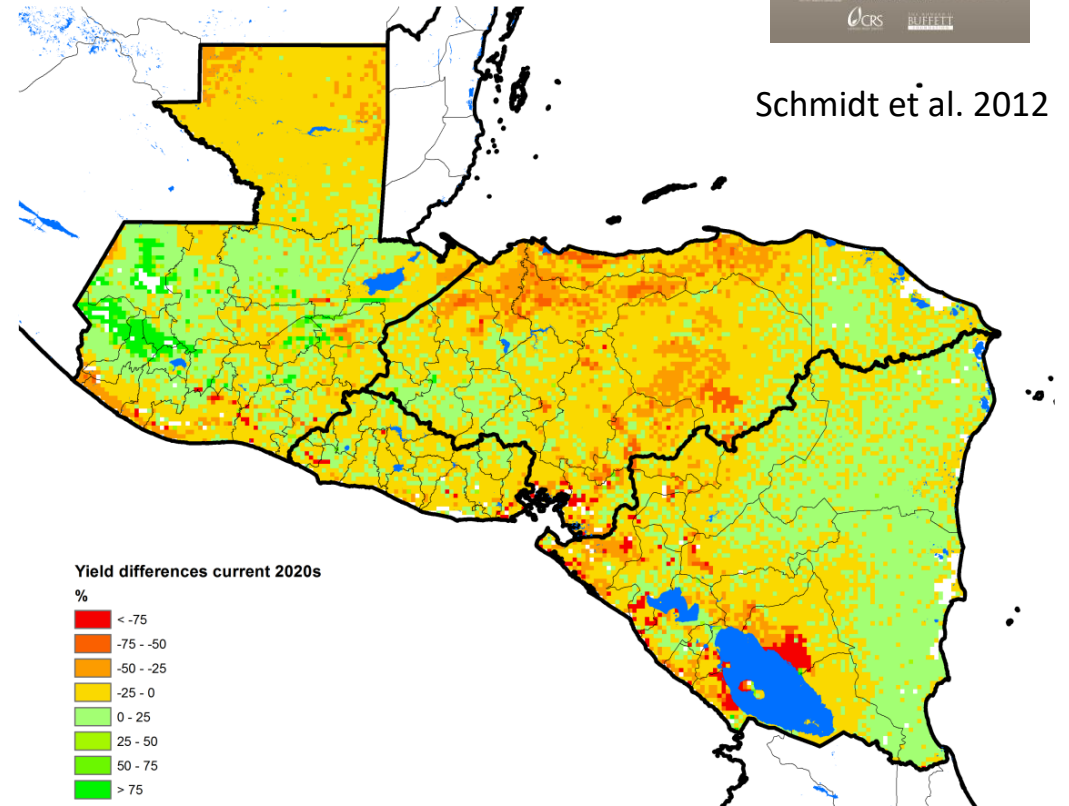 CRS
BUFFETT
Schmidt et al. 2012
Yield differences current 2020s
%
< -75
-75 - -50
-50 - -25
-25 - 0
0 - 25
25 - 50
50 - 75
> 75